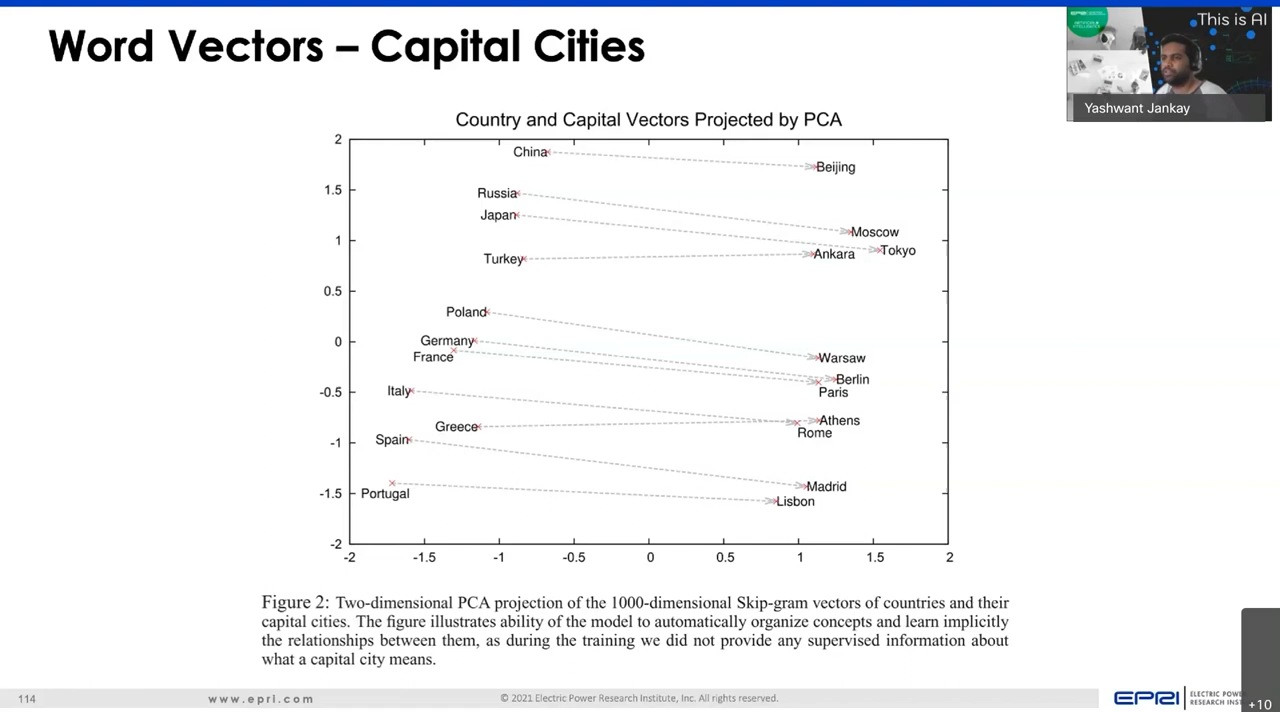 Word Vectors – Capital Cities
This is AI
Yashwant Jankay
Country and Capital Vectors Projected by PCA
2
China
Beijing
1.5
Russia
Japan
Moscow
1
Tokyo
Turkey
Ankara
0.5
Poland
0
Germany
France
Warsaw
Berlin
-0.5
Italy
Paris
Athens
Greece
Rome
-1
Spain
Madrid
-1.5
Portugal
Lisbon
-2
-2 -1.5 -1 -0.5 0 0.5 1 1.5 2
Figure 2: Two-dimensional PCA projection of the 1000-dimensional Skip-gram vectors of countries and their
capital cities. The figure illustrates ability of the model to automatically organize concepts and learn implicitly
the relationships between them, as during the training we did not provide any supervised information about
what a capital city means.
114
www.epri.com
© 2021 Electric Power Research Institute, Inc. All rights reserved.
EPRI
ELECTRIC POWER
RESEARCH INST
+10